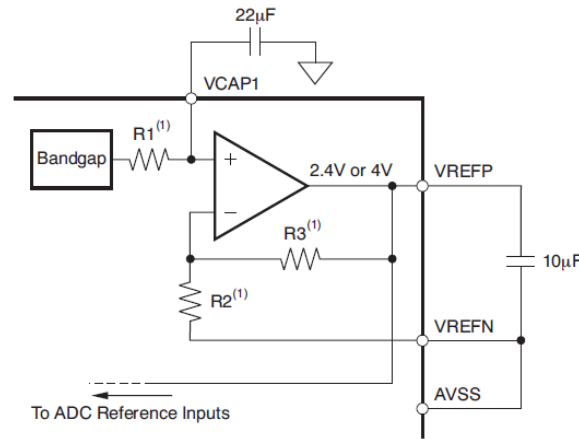 22µF
VCAP1
R1(1)
Bandgap
+
2.4V or 4V
VREFP
−
R3(1)
10µF
R2(1)
VREFN
AVSS
To ADC Reference Inputs